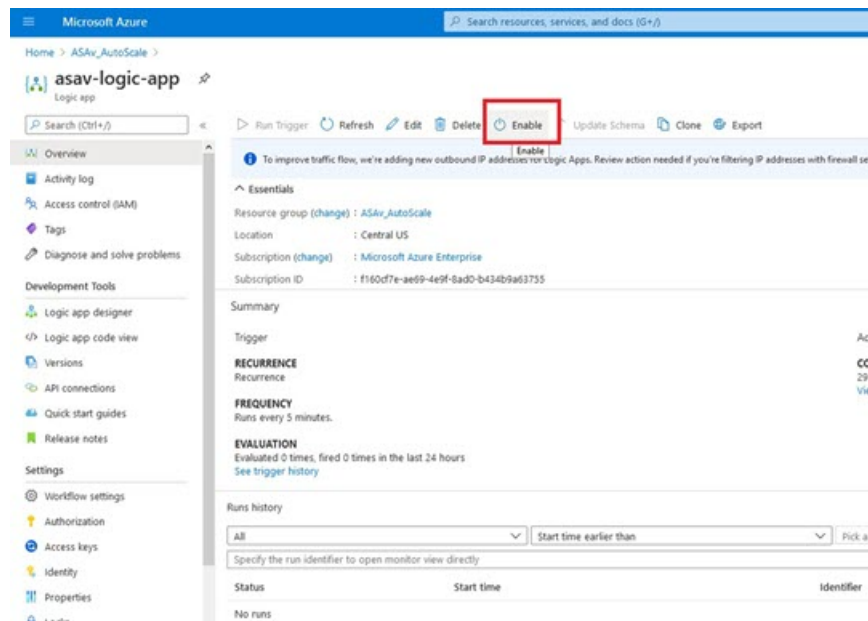 Microsoft Azure
Search resources, services, and docs (G+/)
Home > ASAv_AutoScale >
asav-logic-app
Logic app
Search (Ctrl+/)
Run Trigger Refresh Edit Delete Enable Update Schema Clone Export
Enable
Overview
Activity log
Access control (IAM)
Tags
Diagnose and solve problems
Development Tools
Logic app designer
Logic app code view
Versions
API connections
Quick start guides
Release notes
Settings
Workflow settings
Authorization
Access keys
Identity
Properties
Locks
To improve traffic flow, we're adding new outbound IP addresses for Logic Apps. Review action needed if you're filtering IP addresses with firewall se
Essentials
Resource group (change) : ASAv_AutoScale
Location : Central US
Subscription (change) : Microsoft Azure Enterprise
Subscription ID : f160cf7e-ae69-4e9f-8ad0-b434b9a63755
Summary
Trigger
RECURRENCE
Recurrence
FREQUENCY
Runs every 5 minutes.
EVALUATION
Evaluated 0 times, fired 0 times in the last 24 hours
See trigger history
Ac
CO
29
Vie
Runs history
All
Start time earlier than
Pick a
Specify the run identifier to open monitor view directly
Status Start time Identifier
No runs